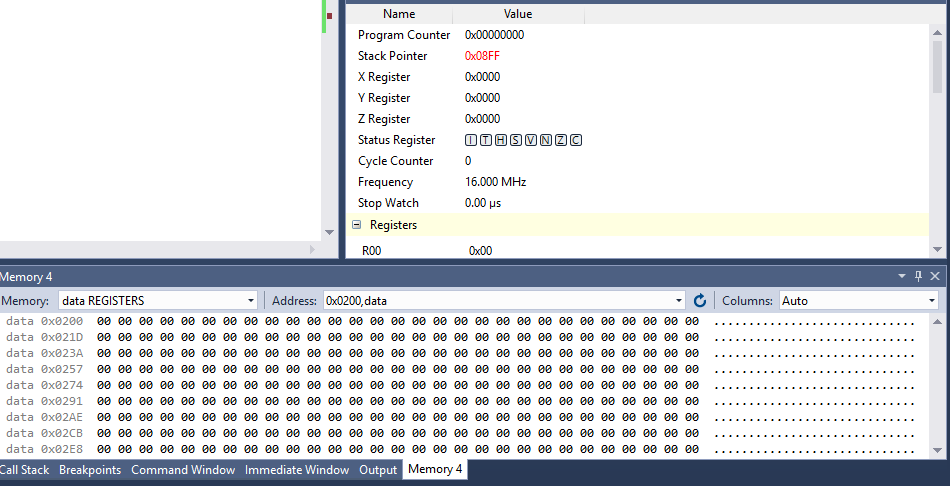 Name Value
Program Counter 0x00000000
Stack Pointer 0x08FF
X Register 0x0000
Y Register 0x0000
Z Register 0x0000
Status Register I T H S V N Z C
Cycle Counter 0
Frequency 16.000 MHz
Stop Watch 0.00 µs
Registers
R00 0x00
Memory 4
Memory: data REGISTERS Address: 0x0200,data Columns: Auto
data 0x0200 00 00 00 00 00 00 00 00 00 00 00 00 00 00 00 00 00 00 00 00 00 00 00 00 00 00 00 00 00 .............................
data 0x021D 00 00 00 00 00 00 00 00 00 00 00 00 00 00 00 00 00 00 00 00 00 00 00 00 00 00 00 00 00 .............................
data 0x023A 00 00 00 00 00 00 00 00 00 00 00 00 00 00 00 00 00 00 00 00 00 00 00 00 00 00 00 00 00 .............................
data 0x0257 00 00 00 00 00 00 00 00 00 00 00 00 00 00 00 00 00 00 00 00 00 00 00 00 00 00 00 00 00 .............................
data 0x0274 00 00 00 00 00 00 00 00 00 00 00 00 00 00 00 00 00 00 00 00 00 00 00 00 00 00 00 00 00 .............................
data 0x0291 00 00 00 00 00 00 00 00 00 00 00 00 00 00 00 00 00 00 00 00 00 00 00 00 00 00 00 00 00 .............................
data 0x02AE 00 00 00 00 00 00 00 00 00 00 00 00 00 00 00 00 00 00 00 00 00 00 00 00 00 00 00 00 00 .............................
data 0x02CB 00 00 00 00 00 00 00 00 00 00 00 00 00 00 00 00 00 00 00 00 00 00 00 00 00 00 00 00 00 .............................
data 0x02E8 00 00 00 00 00 00 00 00 00 00 00 00 00 00 00 00 00 00 00 00 00 00 00 00 00 00 00 00 00 .............................
Call Stack Breakpoints Command Window Immediate Window Output Memory 4